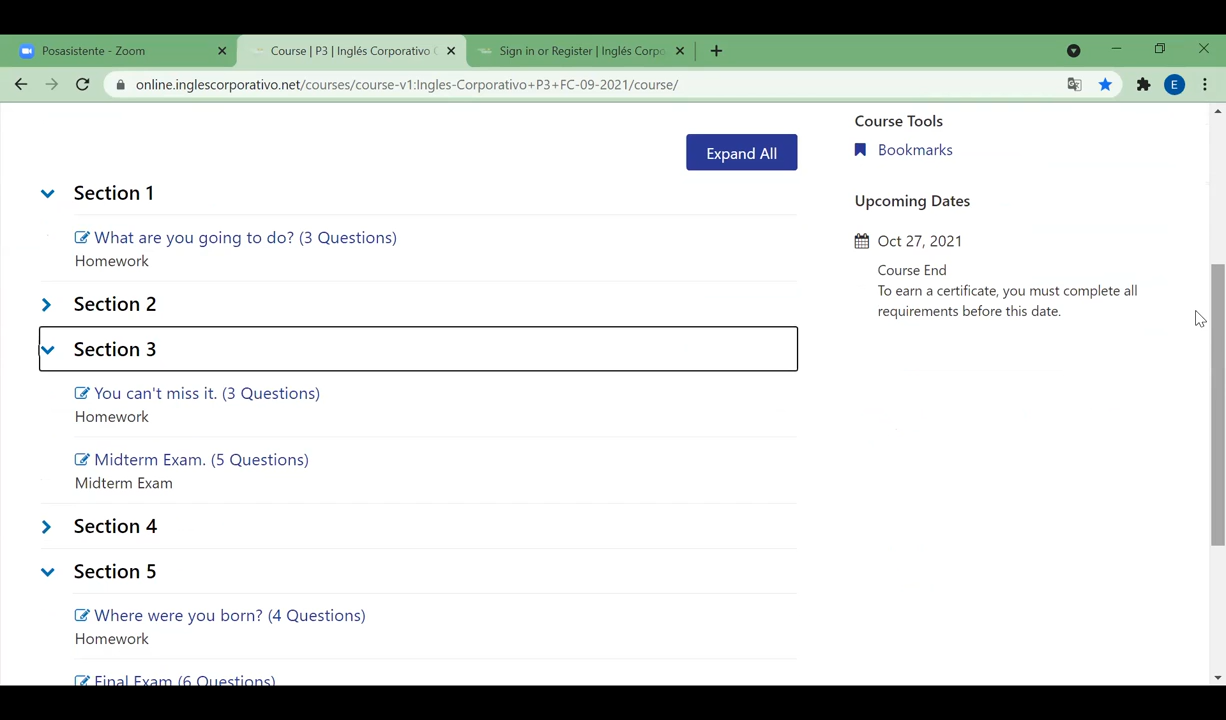 Posasistente - Zoom
Course | P3 | Inglés Corporativo
Sign in or Register | Inglés Corpo
online.inglescorporativo.net/courses/course-v1:Ingles-Corporativo+P3+FC-09-2021/course/
E
Course Tools
Bookmarks
Expand All
Section 1
What are you going to do? (3 Questions)
Homework
Upcoming Dates
Oct 27, 2021
Course End
To earn a certificate, you must complete all
requirements before this date.
Section 2
Section 3
You can't miss it. (3 Questions)
Homework
Midterm Exam. (5 Questions)
Midterm Exam
Section 4
Section 5
Where were you born? (4 Questions)
Homework
Final Exam (6 Questions)